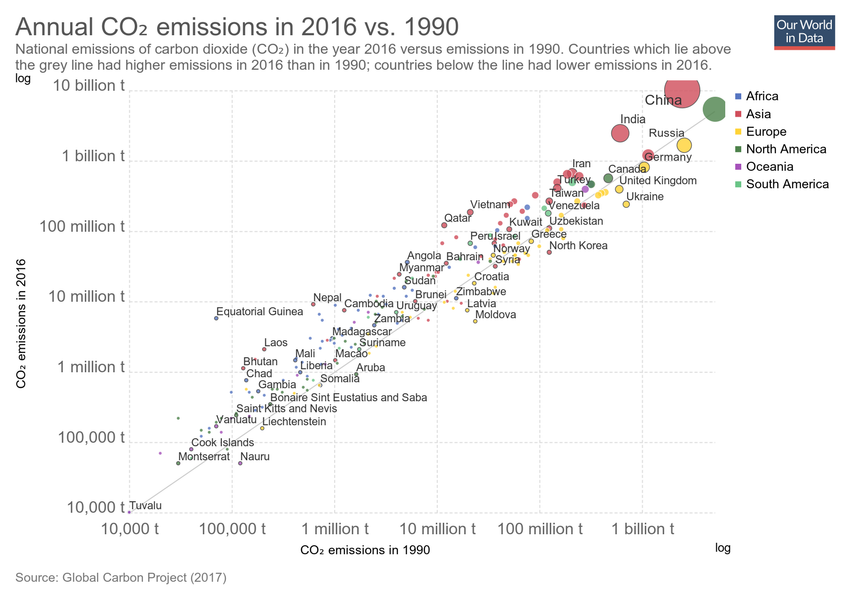 Annual CO₂ emissions in 2016 vs. 1990
Our World
in Data
National emissions of carbon dioxide (CO₂) in the year 2016 versus emissions in 1990. Countries which lie above
the grey line had higher emissions in 2016 than in 1990; countries below the line had lower emissions in 2016.
log
10 billion t
1 billion t
100 million t
10 million t
1 million t
100,000 t
10,000 t
CO₂ emissions in 2016
China
India
Russia
Iran
Germany
Turkey
Canada
United Kingdom
Taiwan
Ukraine
Vietnam
Venezuela
Qatar
Kuwait
Uzbekistan
Peru
Israel
Greece
Norway
North Korea
Angola
Bahrain
Syria
Myanmar
Sudan
Croatia
Nepal
Brunei
Zimbabwe
Cambodia
Uruguay
Latvia
Equatorial Guinea
Zambia
Moldova
Madagascar
Laos
Suriname
Mali
Macao
Bhutan
Liberia
Aruba
Chad
Somalia
Gambia
Bonaire Sint Eustatius and Saba
Saint Kitts and Nevis
Vanuatu
Liechtenstein
Cook Islands
Montserrat
Nauru
Tuvalu
Africa
Asia
Europe
North America
Oceania
South America
10,000 t
100,000 t
1 million t
10 million t
100 million t
1 billion t
CO₂ emissions in 1990
log
Source: Global Carbon Project (2017)